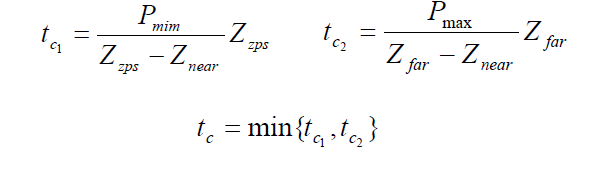 t_{c_1} = \frac{P_{mim}}{Z_{zps} - Z_{near}} Z_{zps}    t_{c_2} = \frac{P_{max}}{Z_{far} - Z_{near}} Z_{far}
t_c = min{t_{c_1}, t_{c_2}}